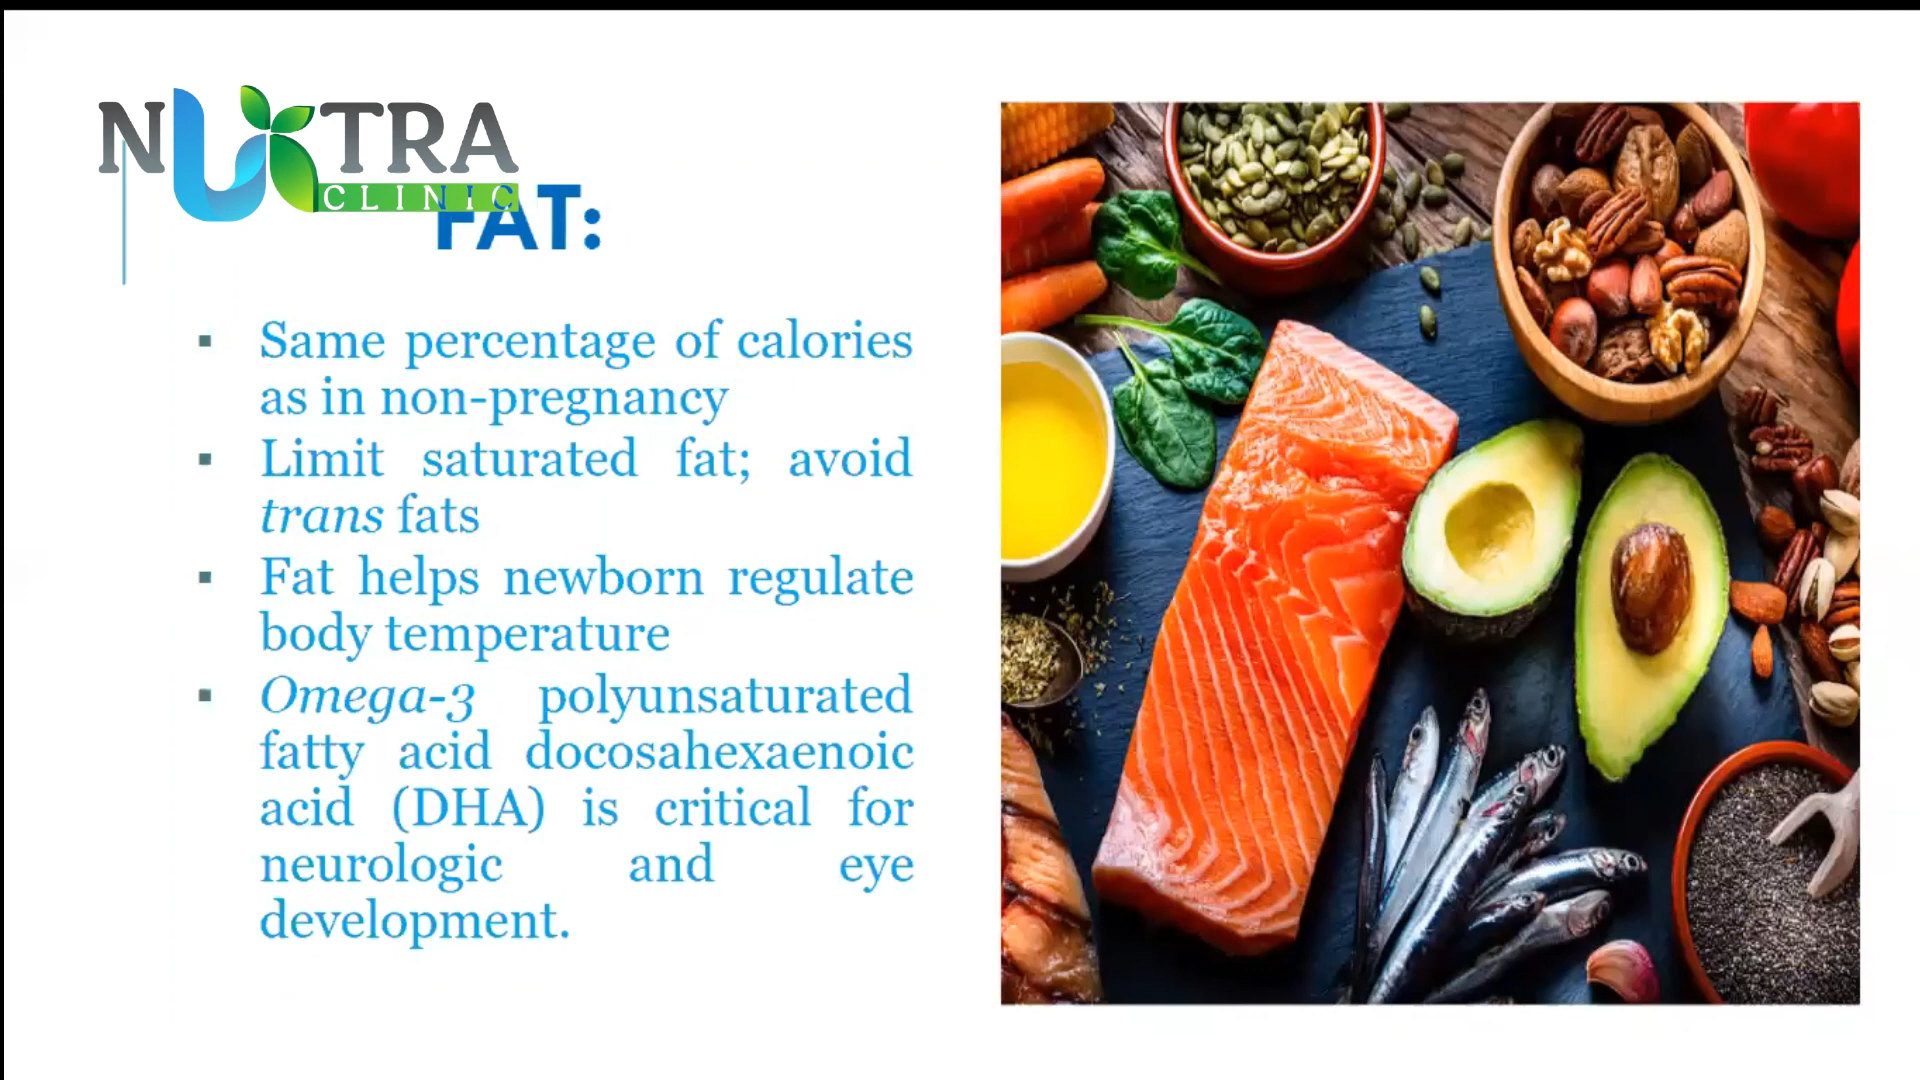 NUTRA
CLINIC
FAT:
▪ Same percentage of calories
as in non-pregnancy
▪ Limit saturated fat; avoid
trans fats
▪ Fat helps newborn regulate
body temperature
▪ Omega-3 polyunsaturated
fatty acid docosahexaenoic
acid (DHA) is critical for
neurologic and eye
development.